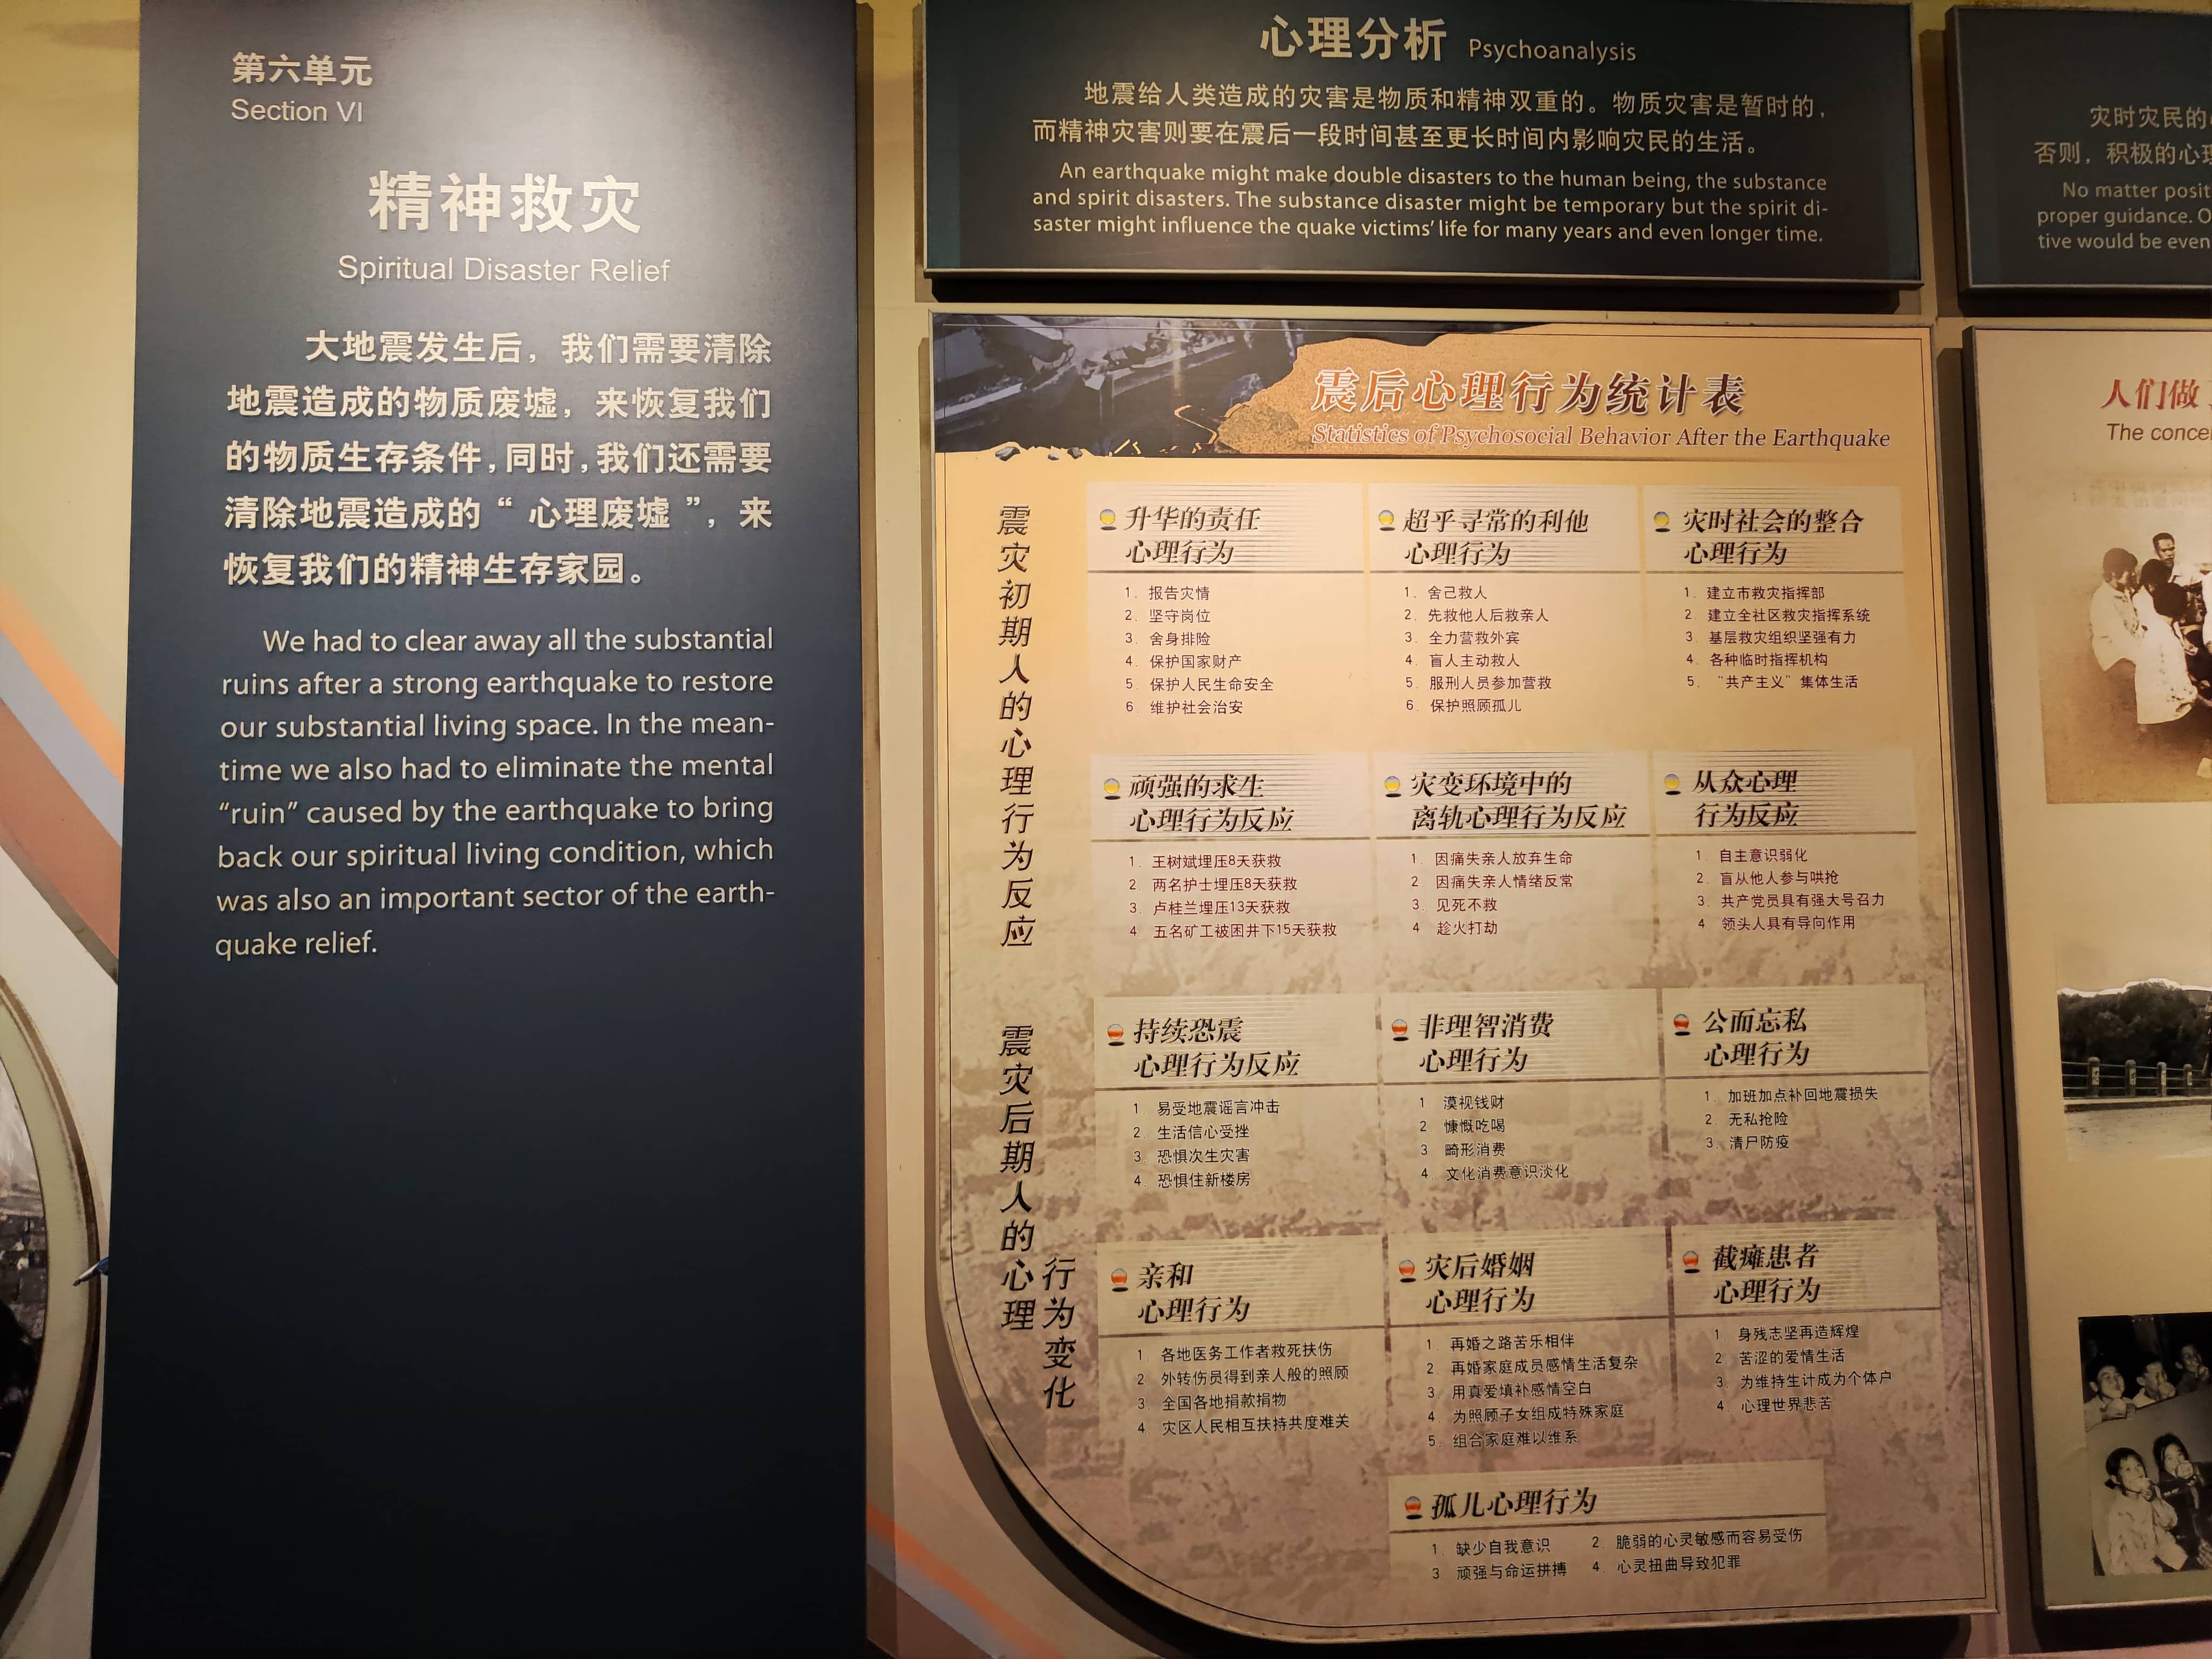 第六单元
Section VI
精神救灾
Spiritual Disaster Relief
大地震发生后，我们需要清除
地震造成的物质废墟，来恢复我们
的物质生存条件，同时，我们还需要
清除地震造成的“心理废墟”，来
恢复我们的精神生存家园。
We had to clear away all the substantial
ruins after a strong earthquake to restore
our substantial living space. In the mean-
time we also had to eliminate the mental
“ruin” caused by the earthquake to bring
back our spiritual living condition, which
was also an important sector of the earth-
quake relief.
心理分析 Psychoanalysis
地震给人类造成的灾害是物质和精神双重的。物质灾害是暂时的，
而精神灾害则要在震后一段时间甚至更长时间内影响灾民的生活。
An earthquake might make double disasters to the human being, the substance
and spirit disasters. The substance disaster might be temporary but the spirit di-
saster might influence the quake victims’ life for many years and even longer time.
震后心理行为统计表
Statistics of Psychosocial Behavior After the Earthquake
震灾初期人的心理行为反应
升华的责任
心理行为
1. 报告灾情
2. 坚守岗位
3. 舍身排险
4. 保护国家财产
5. 保护人民生命安全
6. 维护社会治安
超乎寻常的利他
心理行为
1. 舍己救人
2. 先救他人后救亲人
3. 全力营救外宾
4. 盲人主动救人
5. 服刑人员参加营救
6. 保护照顾孤儿
灾时社会的整合
心理行为
1. 建立市救灾指挥部
2. 建立全社区救灾指挥系统
3. 基层救灾组织坚强有力
4. 各种临时指挥机构
5. “共产主义”集体生活
顽强的求生
心理行为反应
1. 王树斌埋压8天获救
2. 两名护士埋压8天获救
3. 卢桂兰埋压13天获救
4. 五名矿工被困井下15天获救
灾变环境中的
离轨心理行为反应
1. 因痛失亲人放弃生命
2. 因痛失亲人情绪反常
3. 见死不救
4. 趁火打劫
从众心理
行为反应
1. 自主意识弱化
2. 盲从他人参与哄抢
3. 共产党员具有强大号召力
4. 领头人具有导向作用
震灾后期人的心理
行为变化
持续恐震
心理行为反应
1. 易受地震谣言冲击
2. 生活信心受挫
3. 恐惧次生灾害
4. 恐惧住新楼房
非理智消费
心理行为
1. 漠视钱财
2. 慷慨吃喝
3. 畸形消费
4. 文化消费意识淡化
公而忘私
心理行为
1. 加班加点补回地震损失
2. 无私抢险
3. 清尸防疫
亲和
心理行为
1. 各地医务工作者救死扶伤
2. 外转伤员得到亲人般的照顾
3. 全国各地捐款捐物
4. 灾区人民相互扶持共度难关
灾后婚姻
心理行为
1. 再婚之路苦乐相伴
2. 再婚家庭成员感情生活复杂
3. 用真爱填补感情空白
4. 为照顾子女组成特殊家庭
5. 组合家庭难以维系
截瘫患者
心理行为
1. 身残志坚再造辉煌
2. 苦涩的爱情生活
3. 为维持生计成为个体户
4. 心理世界悲苦
孤儿心理行为
1. 缺少自我意识 2. 脆弱的心灵敏感而容易受伤
3. 顽强与命运拼搏 4. 心灵扭曲导致犯罪
灾时灾民的
否则，积极的心理
No matter posit
proper guidance. O
tive would be even
人们做
The conce